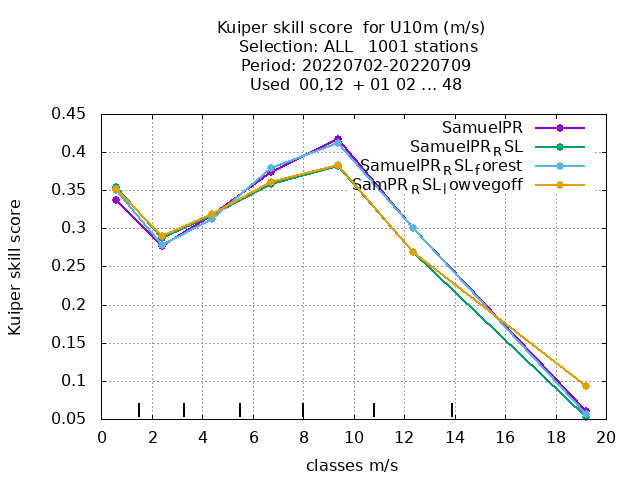 Kuiper skill score  for U10m (m/s)
Selection: ALL   1001 stations
Period: 20220702-20220709
Used  00,12  + 01 02 ... 48
0.45
0.4
0.35
0.3
0.25
0.2
0.15
0.1
0.05
Kuiper skill score
SamuelPR
SamuelPR_RSL
SamuelPR_RSL_forest
SamPR_RSL_lowvegoff
0 2 4 6 8 10 12 14 16 18 20
classes m/s